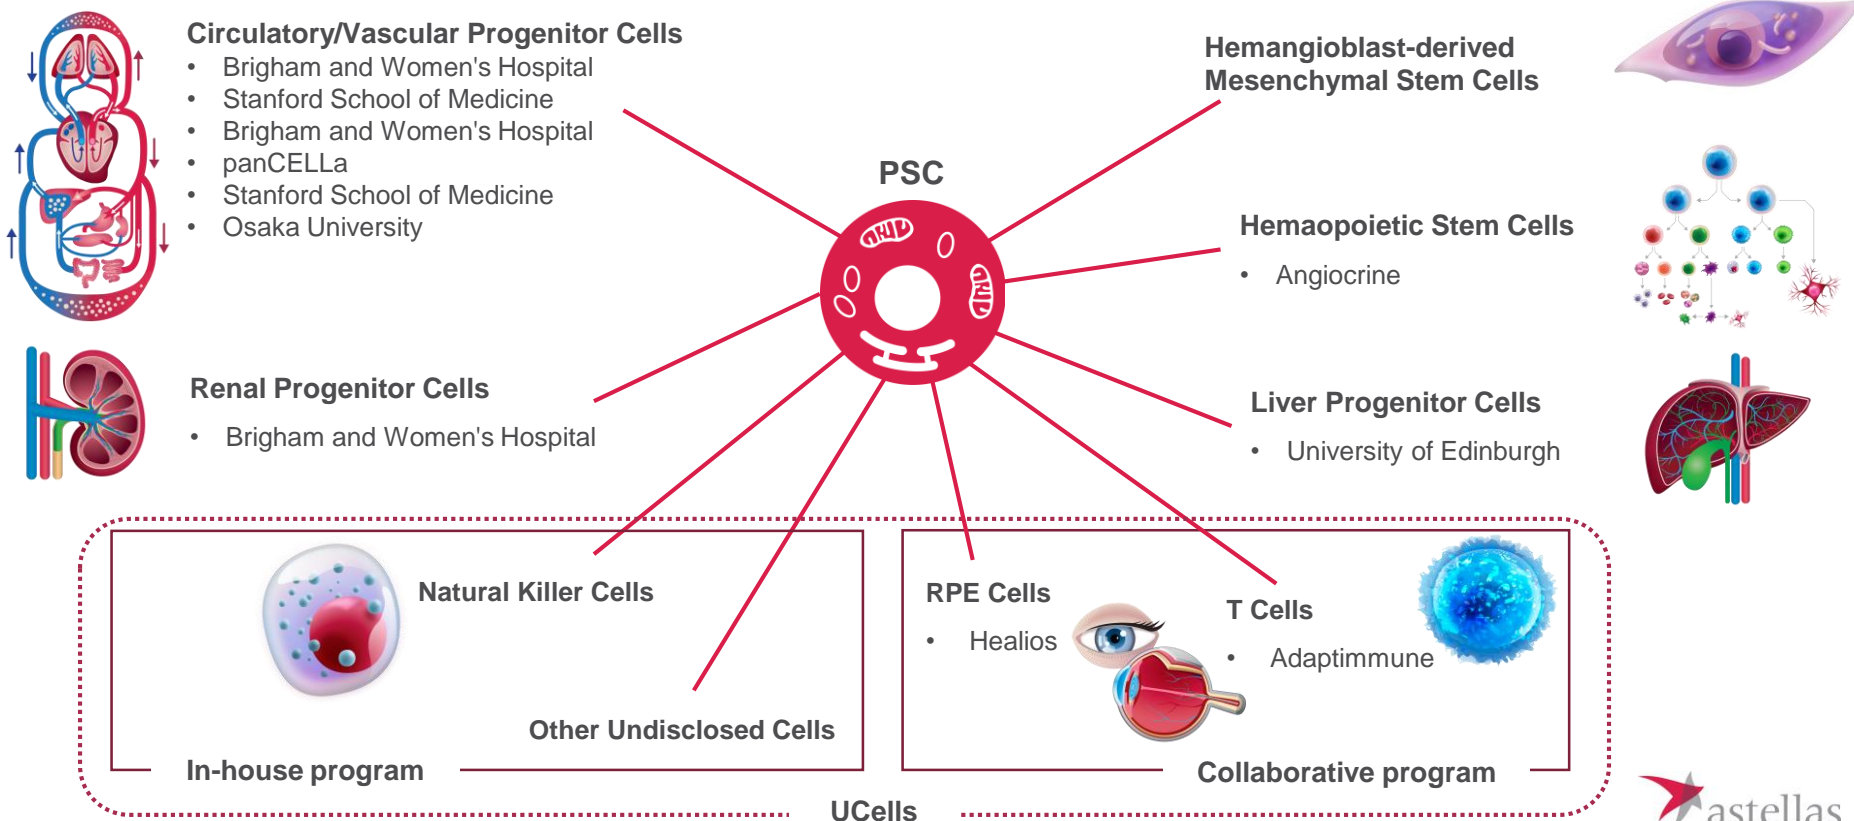 Circulatory/Vascular Progenitor Cells
• Brigham and Women's Hospital
• Stanford School of Medicine
• Brigham and Women's Hospital
• panCELLa
• Stanford School of Medicine
• Osaka University
Renal Progenitor Cells
• Brigham and Women's Hospital
PSC
Hemangioblast-derived
Mesenchymal Stem Cells
Hemaopoietic Stem Cells
• Angiocrine
Liver Progenitor Cells
• University of Edinburgh
Natural Killer Cells
Other Undisclosed Cells
In-house program
RPE Cells
• Healios
T Cells
• Adaptimmune
Collaborative program
UCells
astellas